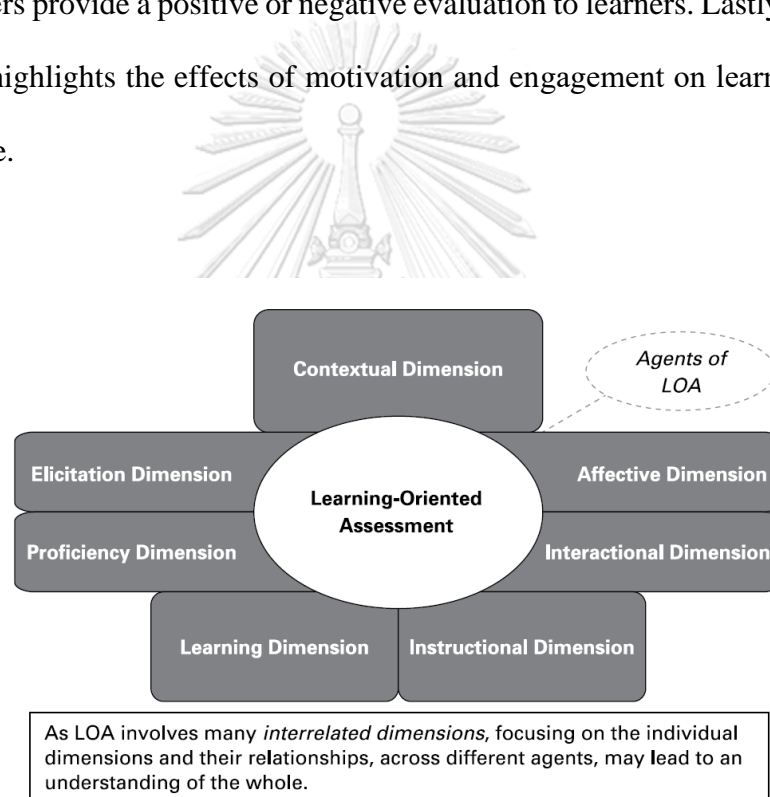 ers provide a positive or negative evaluation to learners. Lastly
highlights the effects of motivation and engagement on learn
e.
Contextual Dimension
Agents of
LOA
Elicitation Dimension
Affective Dimension
Learning-Oriented
Assessment
Proficiency Dimension
Interactional Dimension
Learning Dimension
Instructional Dimension
As LOA involves many interrelated dimensions, focusing on the individual
dimensions and their relationships, across different agents, may lead to an
understanding of the whole.